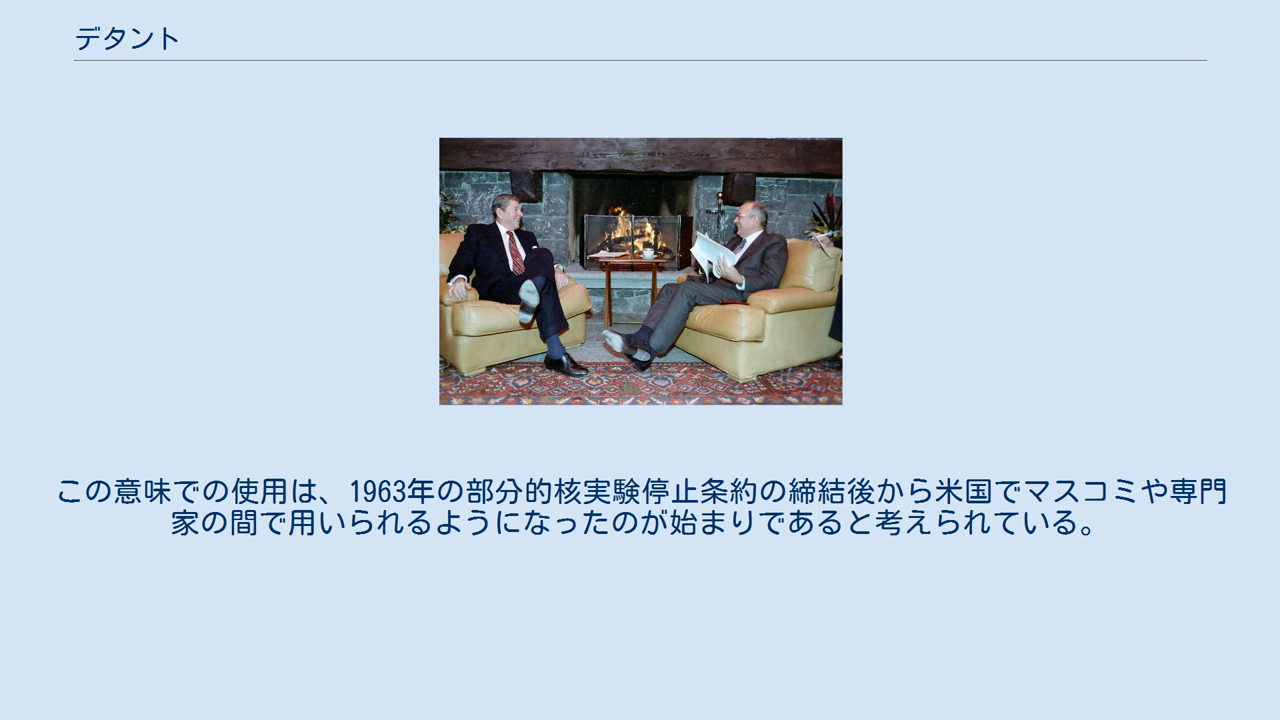 デタント
この意味での使用は、1963年の部分的核実験停止条約の締結後から米国でマスコミや専門
家の間で用いられるようになったのが始まりであると考えられている。